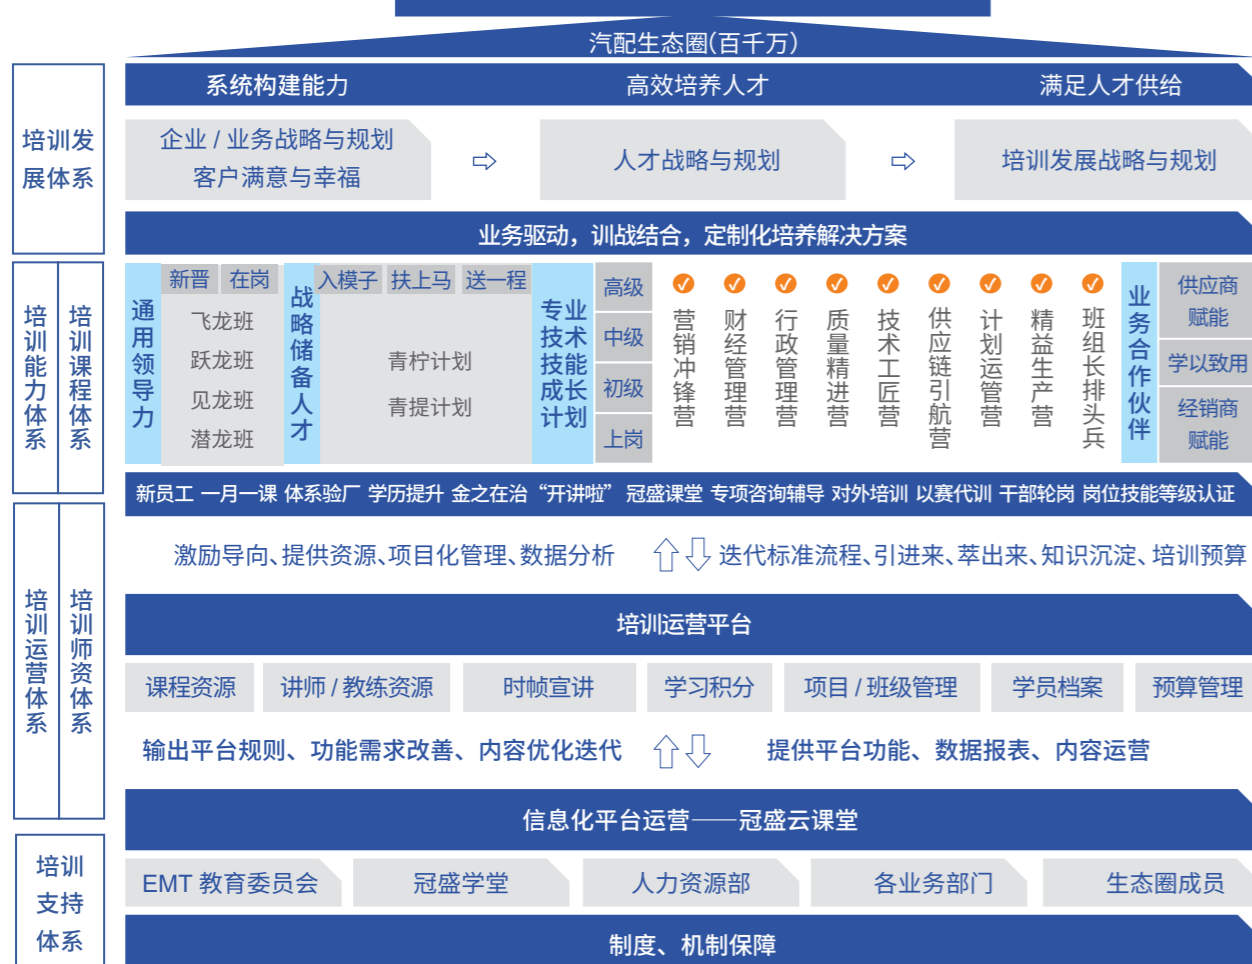 汽配生态圈(百千万)
系统构建能力
高效培养人才
满足人才供给
培训发
展体系
企业 / 业务战略与规划
客户满意与幸福
人才战略与规划
培训发展战略与规划
业务驱动，训战结合，定制化培养解决方案
培训能力体系
培训课程体系
通用领导力
新晋
在岗
飞龙班
跃龙班
见龙班
潜龙班
战略储备人才
入模子
扶上马
送一程
青柠计划
青提计划
专业
技术
技能
成长
计划
高级
中级
初级
上岗
营销冲锋营
财经管理营
行政管理营
质量精进营
技术工匠营
供应链引航营
计划运管营
精益生产营
班组长排头兵
业务合作伙伴
供应商
赋能
学以致用
经销商
赋能
新员工 一月一课 体系验厂 学历提升 金之在治 “开讲啦” 冠盛课堂 专项咨询辅导 对外培训 以赛代训 干部轮岗 岗位技能等级认证
培训运营体系
培训师资体系
激励导向、提供资源、项目化管理、数据分析
迭代标准流程、引进来、萃出来、知识沉淀、培训预算
培训运营平台
课程资源
讲师 / 教练资源
时帧宣讲
学习积分
项目 / 班级管理
学员档案
预算管理
输出平台规则、功能需求改善、内容优化迭代
提供平台功能、数据报表、内容运营
信息化平台运营——冠盛云课堂
培训
支持
体系
EMT 教育委员会
冠盛学堂
人力资源部
各业务部门
生态圈成员
制度、机制保障